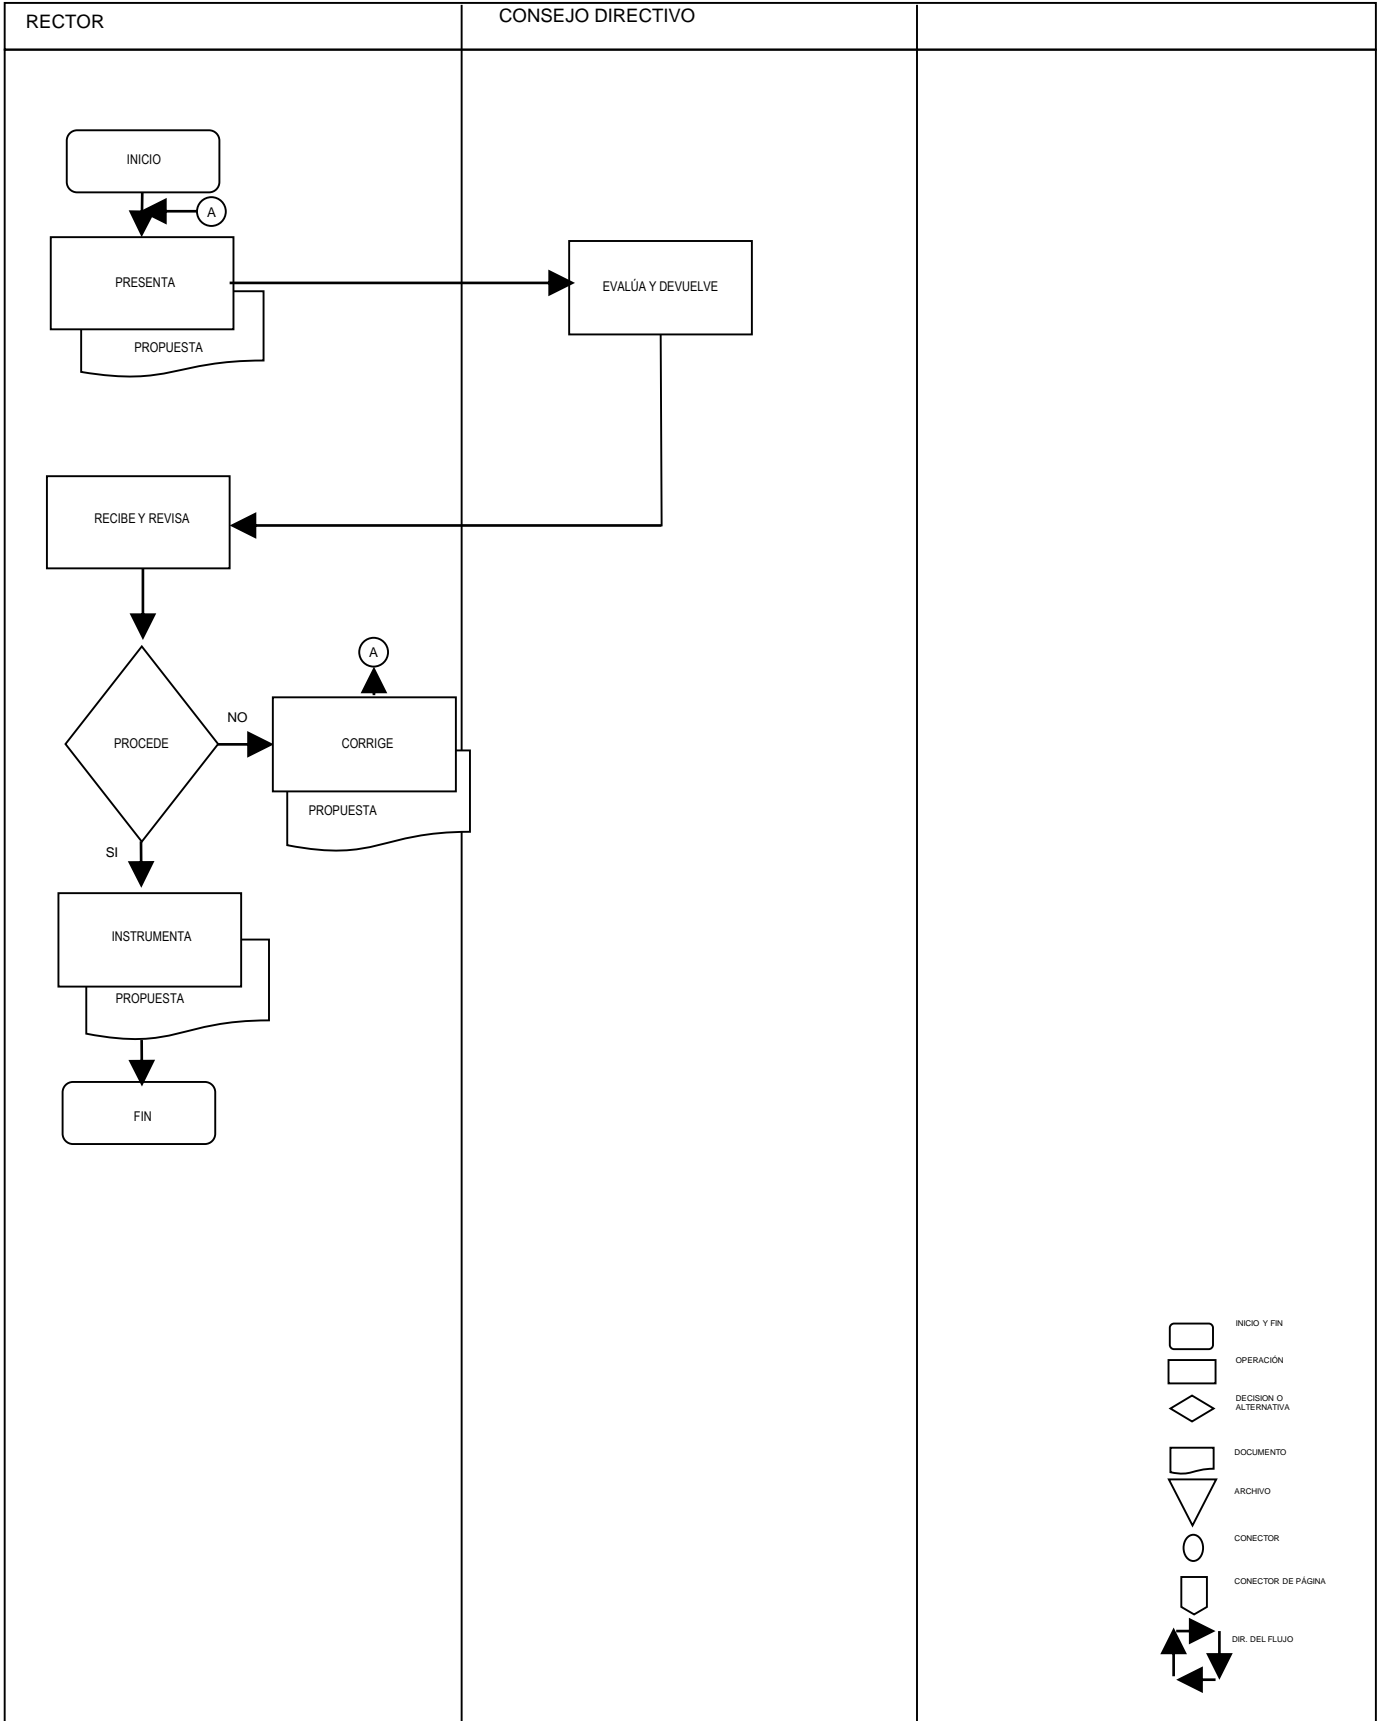 RECTOR
CONSEJO DIRECTIVO
INICIO
A
PRESENTA
PROPUESTA
EVALÚA Y DEVUELVE
RECIBE Y REVISA
A
PROCEDE
NO
CORRIGE
PROPUESTA
SI
INSTRUMENTA
PROPUESTA
FIN
INICIO Y FIN
OPERACIÓN
DECISION O
ALTERNATIVA
DOCUMENTO
ARCHIVO
CONECTOR
CONECTOR DE PÁGINA
DIR. DEL FLUJO